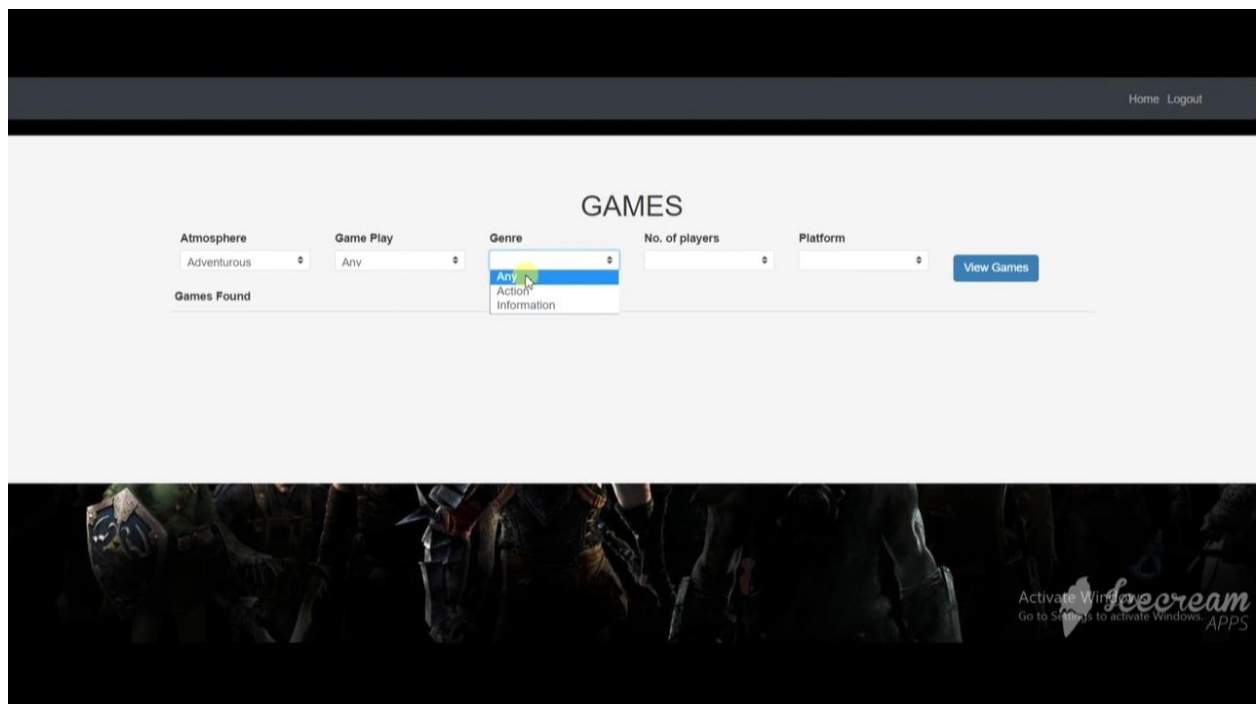 Home Logout
GAMES
Atmosphere Game Play Genre No. of players Platform
Adventurous Any View Games
Any
Action
Information
Games Found
Activate Windows
Go to Settings to activate Windows.
Icecream
APPS